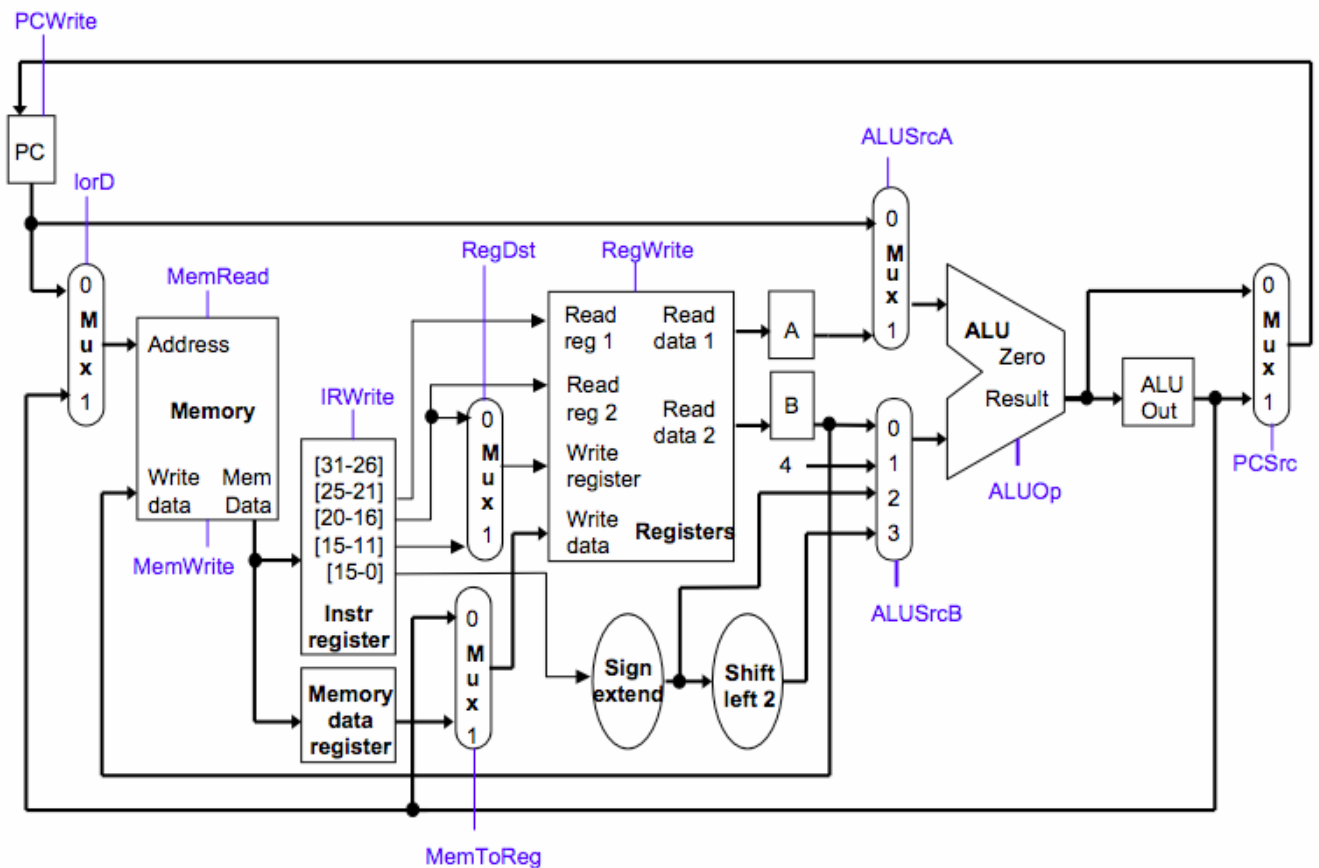 PCWrite
PC
IorD
0
M
u
x
1
MemRead
Address
Memory
Write
data
Mem
Data
MemWrite
IRWrite
[31-26]
[25-21]
[20-16]
[15-11]
[15-0]
Instr
register
Memory
data
register
RegDst
0
M
u
x
1
0
M
u
x
1
MemToReg
RegWrite
Read
reg 1
Read
data 1
Read
reg 2
Read
data 2
Write
register
Write
data
Registers
Sign
extend
Shift
left 2
A
B
4
ALUSrcA
0
M
u
x
1
0
1
2
3
ALUSrcB
ALU
Zero
Result
ALUOp
ALU
Out
0
M
u
x
1
PCSrc